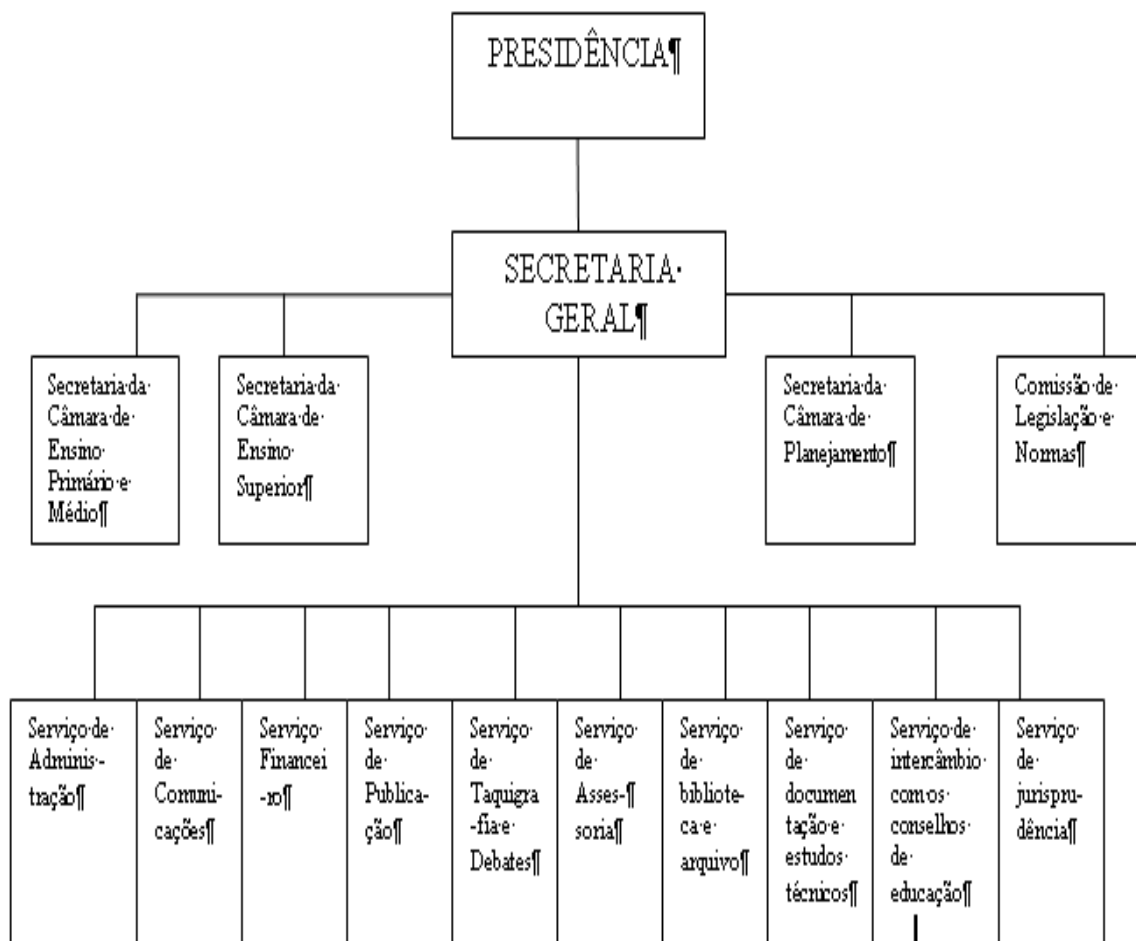 PRESIDÊNCIA¶
SECRETARIA·
GERAL¶
Secretaria·da·
Câmara·de·
Ensino·
Primário·e·
Médio¶
Secretaria·da·
Câmara·de·
Ensino·
Superior¶
Secretaria·da·
Câmara·de·
Planejamento¶
Comissão·de·
Legislação·e·
Normas¶
Serviço·de·
Adminis-·
tração¶
Serviço·
de·
Comuni-
cações¶
Serviço·
Financei
-ro¶
Serviço·
de·
Publica-
ção¶
Serviço·
de·
Taquigra
-fia·e·
Debates¶
Serviço·
de·
Asses-¶
soria¶
Serviço·
de·
bibliote-
ca·e·
arquivo¶
Serviço·
de·
documen
tação·e·
estudos·
técnicos¶
Serviço·de·
intercâmbio·
com·os·
conselhos·
de·
educação¶
Serviço·
de·
jurispru-
dência¶